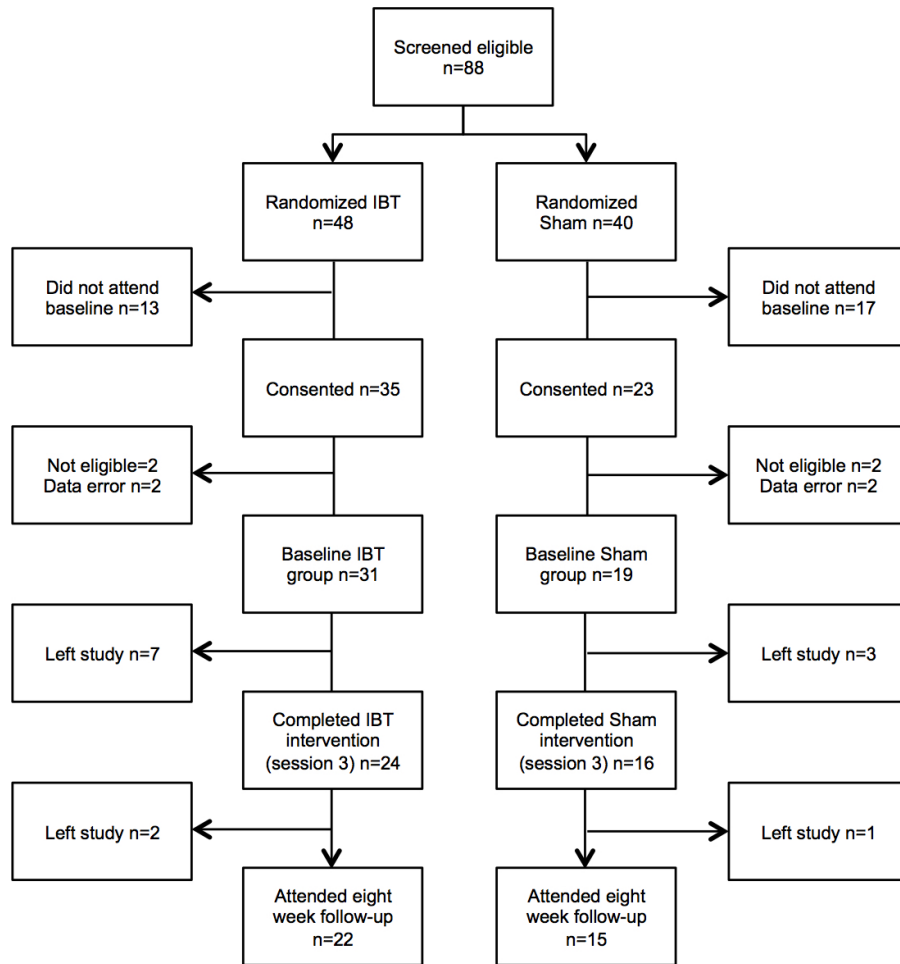 Screened eligible
n=88
Randomized IBT
n=48
Randomized
Sham n=40
Did not attend
baseline n=13
Did not attend
baseline n=17
Consented n=35
Consented n=23
Not eligible=2
Data error n=2
Not eligible n=2
Data error n=2
Baseline IBT
group n=31
Baseline Sham
group n=19
Left study n=7
Left study n=3
Completed IBT
intervention
(session 3) n=24
Completed Sham
intervention
(session 3) n=16
Left study n=2
Left study n=1
Attended eight
week follow-up
n=22
Attended eight
week follow-up
n=15